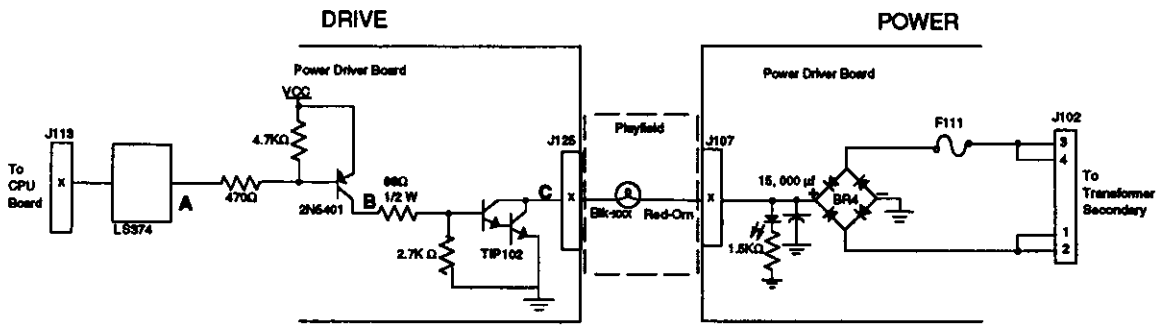 DRIVE
POWER
Power Driver Board
Power Driver Board
VCC
J113
4.7KΩ
J125
Playfield
J107
F111
J102
To
CPU
Board
x
A
470Ω
LS374
2N5401
B
1/2 W
2.7K Ω
TIP102
C
x
Blk-xxx
Red-Orn
x
15, 000 µf
+
BR4
1.5KΩ
3
4
1
2
To
Transformer
Secondary